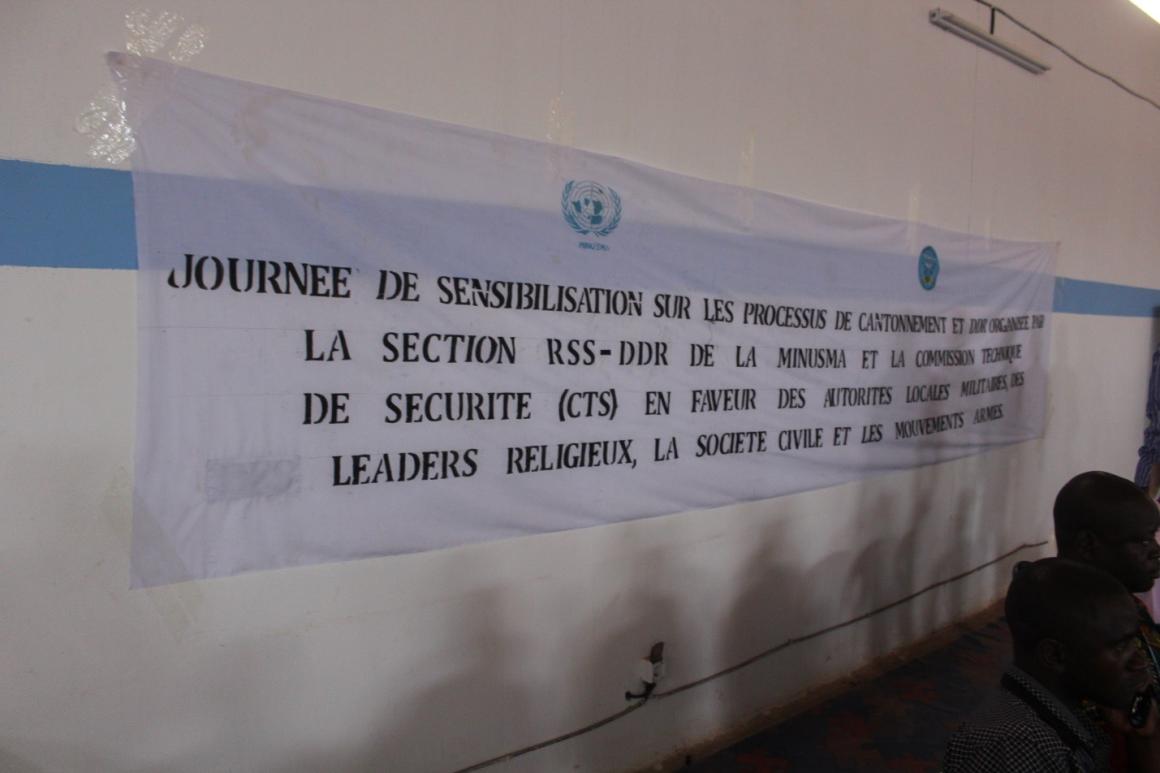 MINUSMA
JOURNEE DE SENSIBILISATION SUR LES PROCESSUS DE CANTONNEMENT ET DDR ORGANISEE PAR
LA SECTION RSS-DDR DE LA MINUSMA ET LA COMMISSION TECHNIQUE
DE SECURITE (CTS) EN FAVEUR DES AUTORITES LOCALES MILITAIRES, DES
LEADERS RELIGIEUX, LA SOCIETE CIVILE ET LES MOUVEMENTS ARMES.